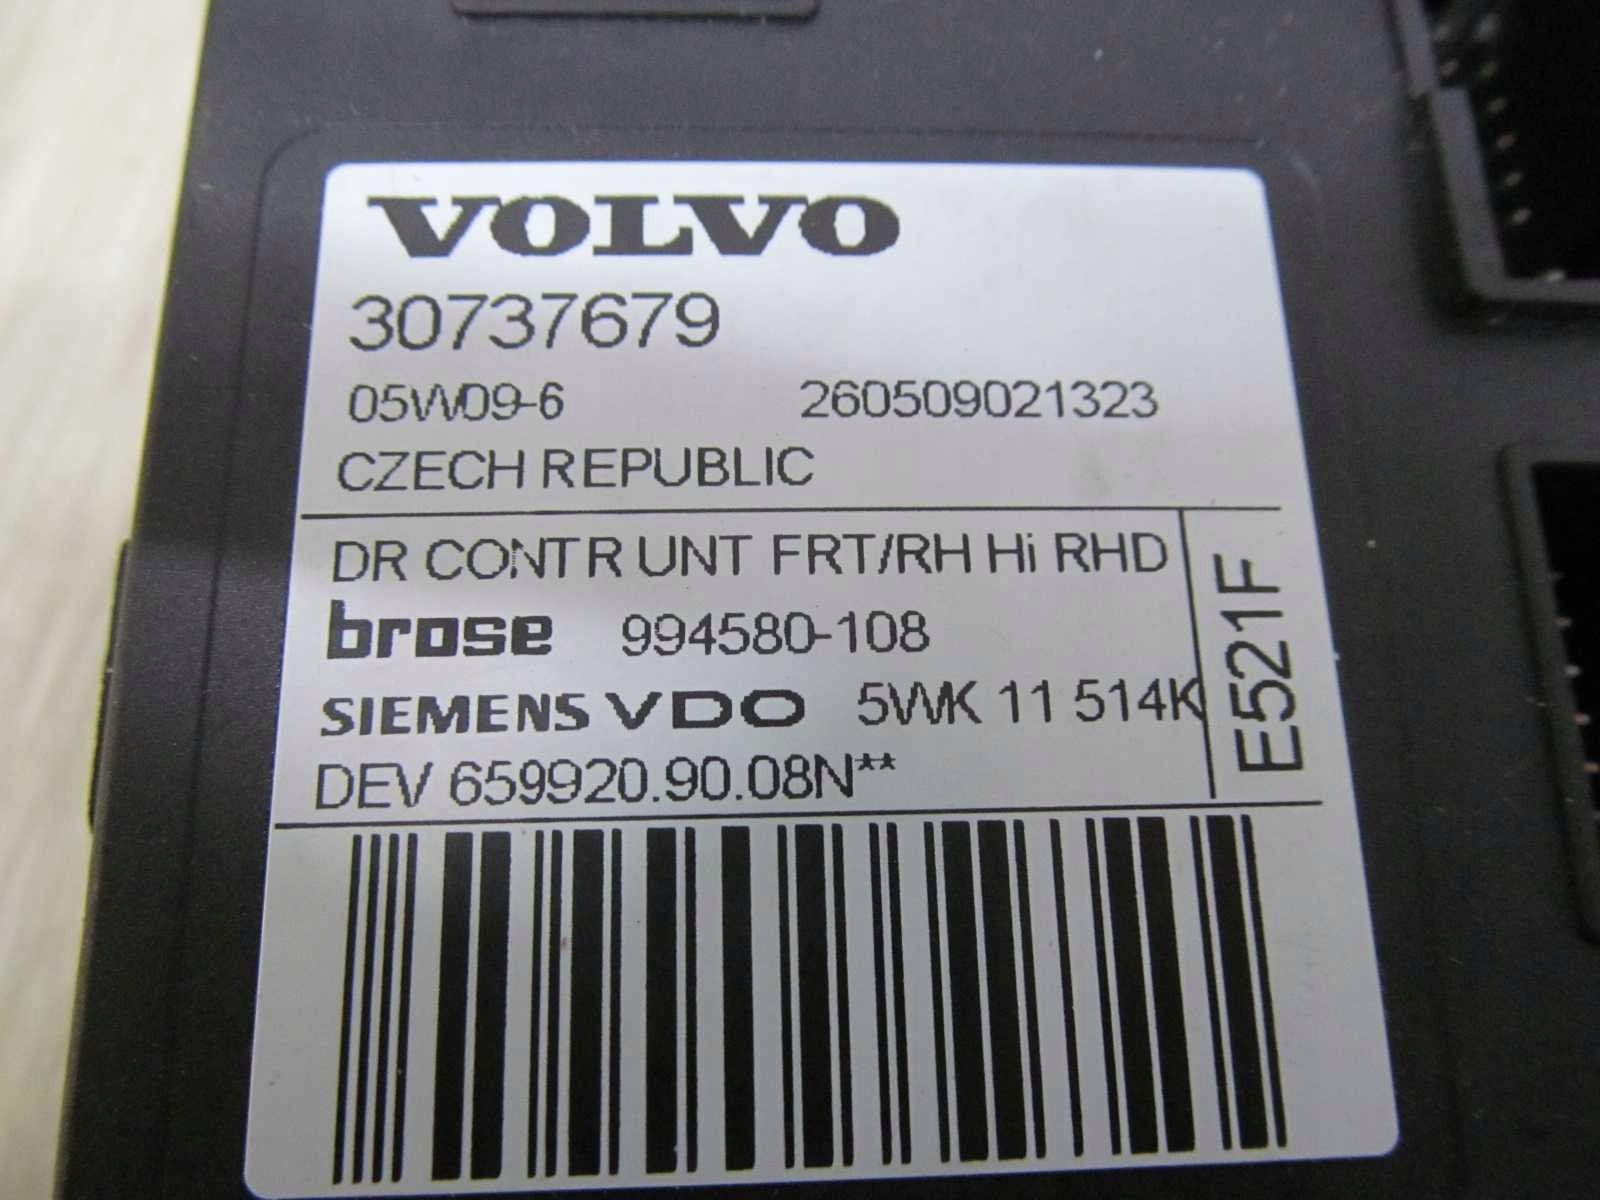 VOLVO
30737679
05W09-6 260509021323
CZECH REPUBLIC
DR CONTR UNT FRT/RH Hi RHD
brose 994580-108
SIEMENS VDO 5WK 11 514K
DEV 659920.90.08N**
E521F